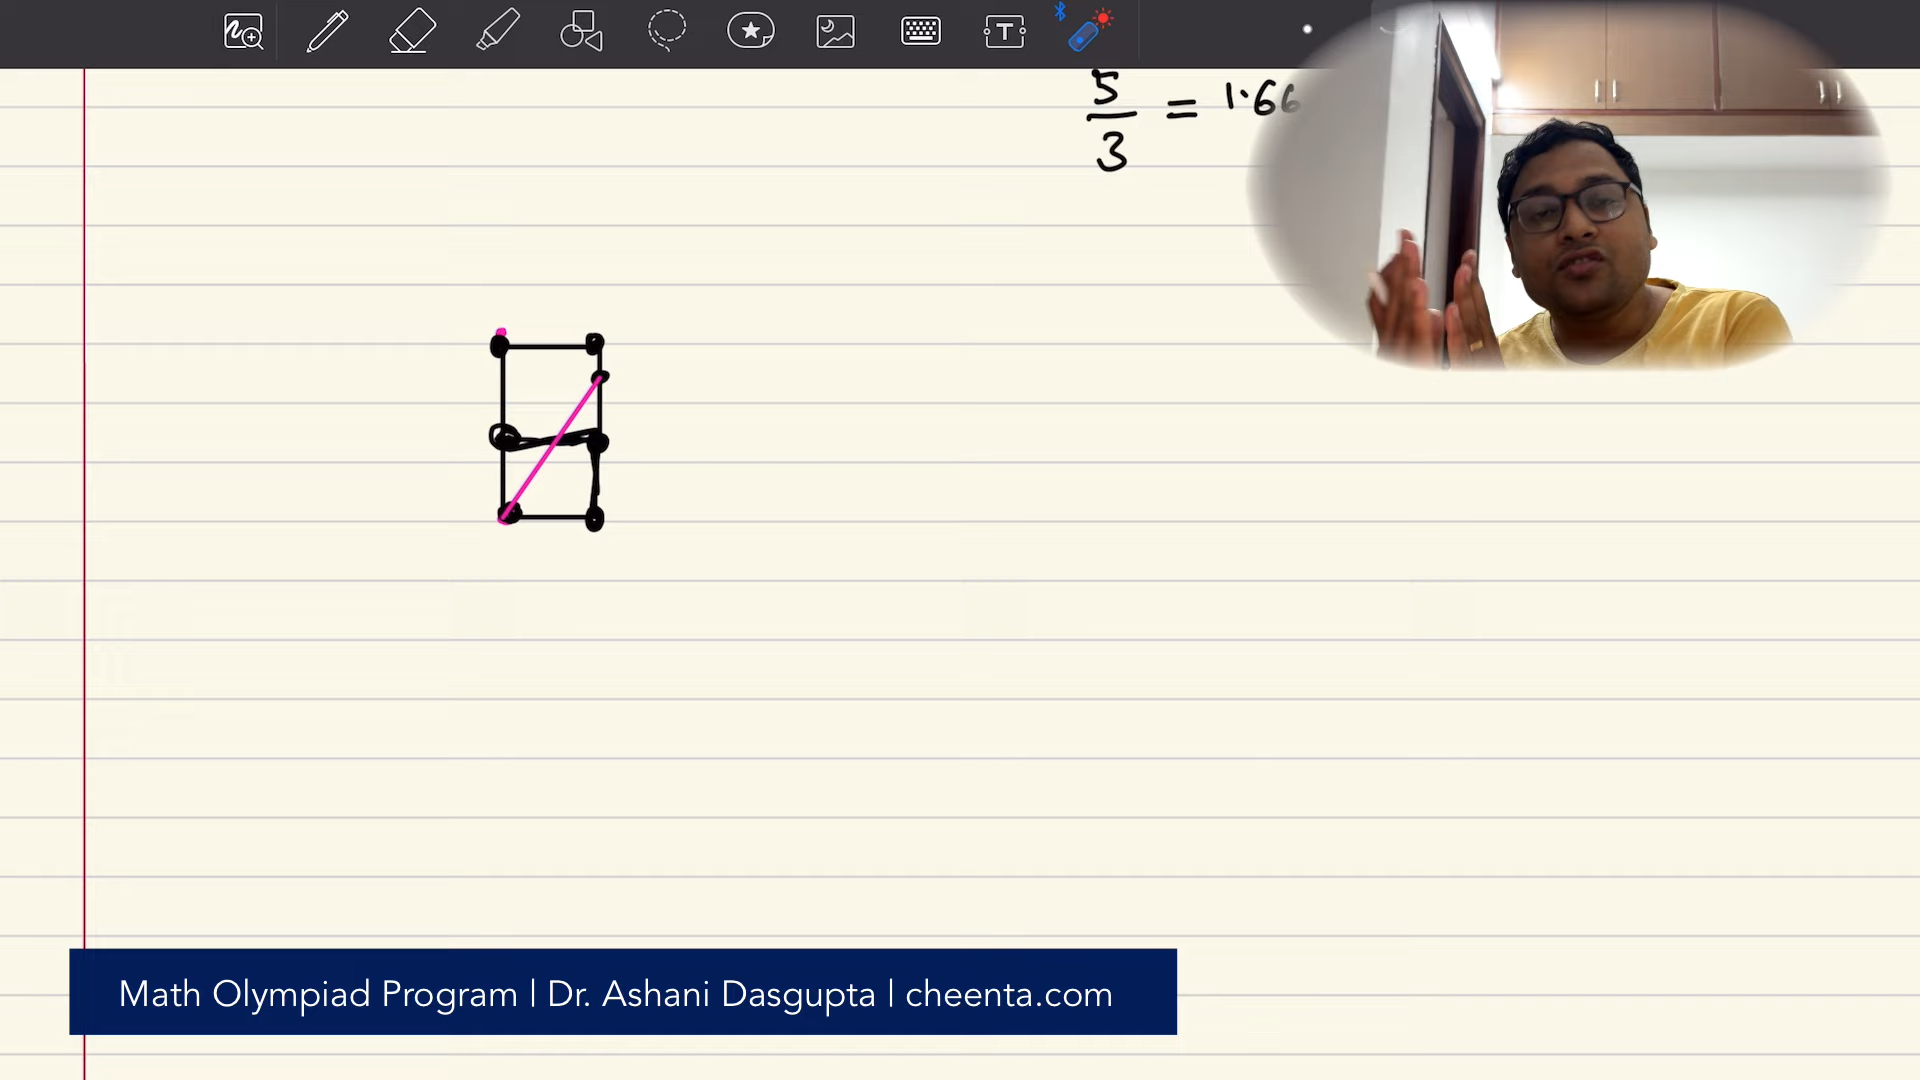 5/3 = 1.66
Math Olympiad Program | Dr. Ashani Dasgupta | cheenta.com